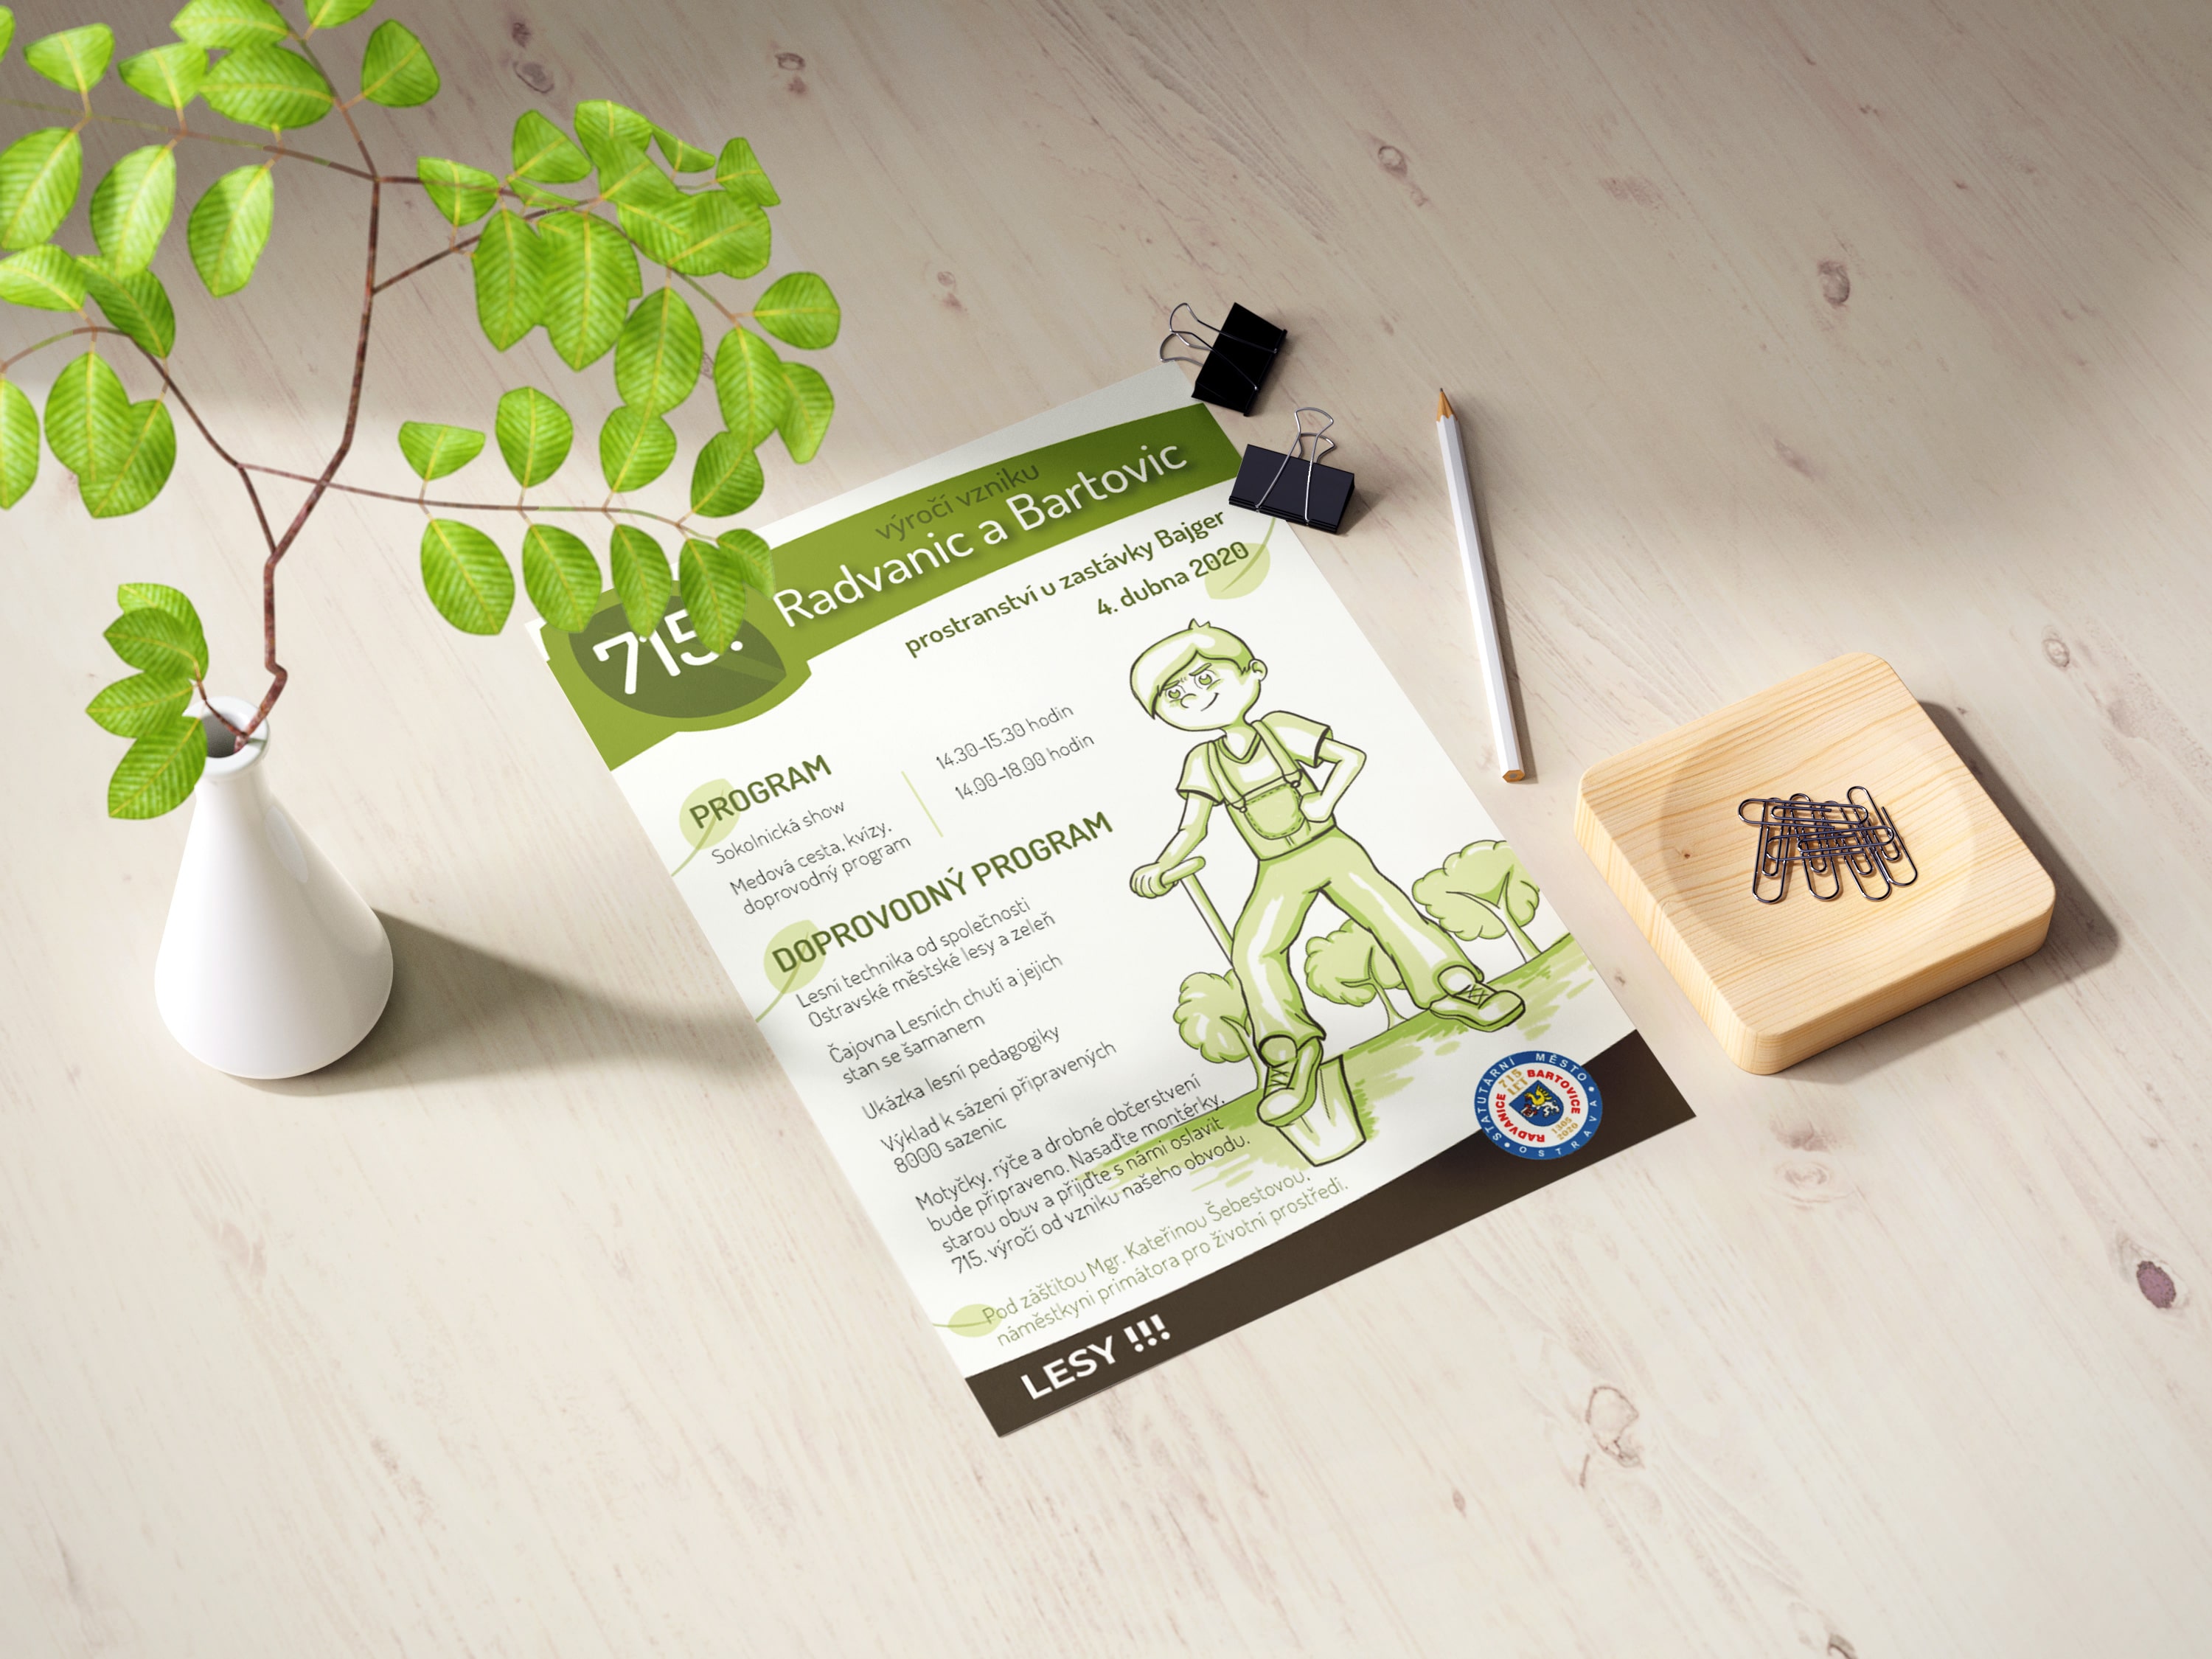 výročí vzniku
715. Radvanic a Bartovic
prostranství u zastávky Bajger
4. dubna 2020
PROGRAM
Sokolnická show
14.30–15.30 hodin
Medová cesta, kvízy,
doprovodný program
14.00–18.00 hodin
DOPROVODNÝ PROGRAM
Lesní technika od společnosti
Ostravské městské lesy a zeleň
Čajovna Lesních chutí a jejich
stan se šamanem
Ukázka lesní pedagogiky
Výklad k sázení připravených
8000 sazenic
Motyčky, rýče a drobné občerstvení
bude připraveno. Nasaďte montérky,
starou obuv a přijďte s námi oslavit
715. výročí od vzniku našeho obvodu.
Pod záštitou Mgr. Kateřinou Šebestovou,
náměstkyni primátora pro životní prostředí.
LESY !!!
STATUTÁRNÍ MĚSTO OSTRAVA
715 LET
RADVANICE BARTOVICE
1305
2020